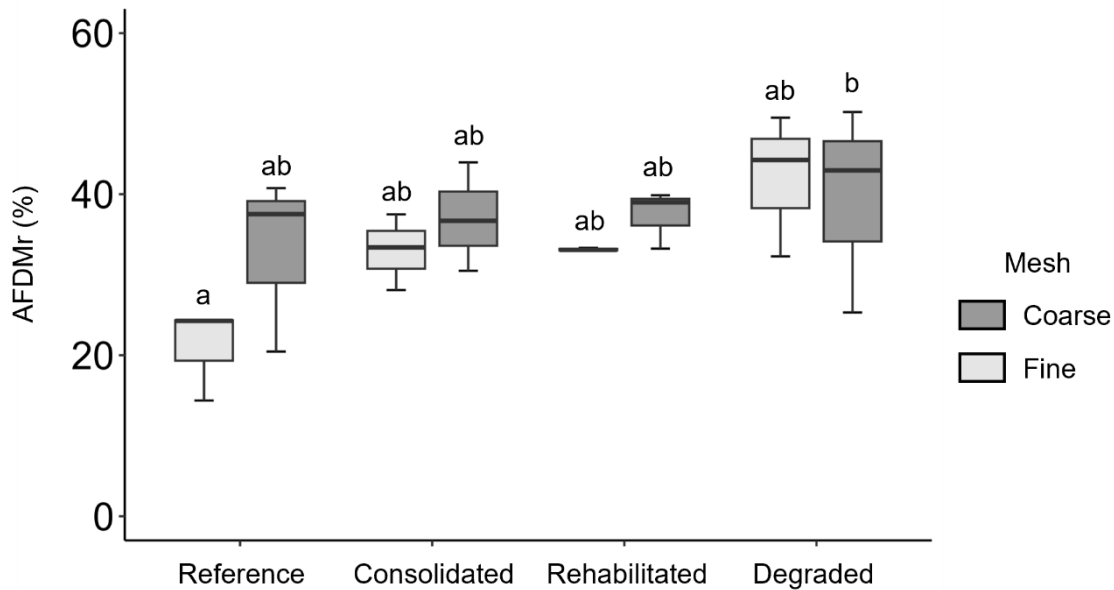 60
40
20
0
AFDMr (%)
a
ab
ab
ab
ab
ab
ab
b
Reference
Consolidated
Rehabilitated
Degraded
Mesh
Coarse
Fine